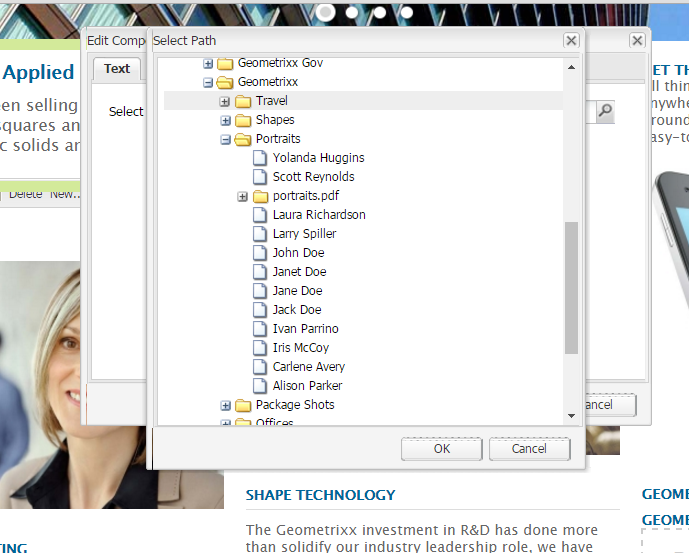 Edit Comp
Select Path
Text
Select
Geometrixx Gov
Geometrixx
Travel
Shapes
Portraits
Yolanda Huggins
Scott Reynolds
portraits.pdf
Laura Richardson
Larry Spiller
John Doe
Janet Doe
Jane Doe
Jack Doe
Ivan Parrino
Iris McCoy
Carlene Avery
Alison Parker
Package Shots
Offices
OK
Cancel
ancel
Applied
en selling
squares an
c solids ar
Delete New...
ET TH
ll thin
nywhe
round
asy-to
SHAPE TECHNOLOGY
The Geometrixx investment in R&D has done more
than solidify our industry leadership role, we have
GEOME
GEOME
TING